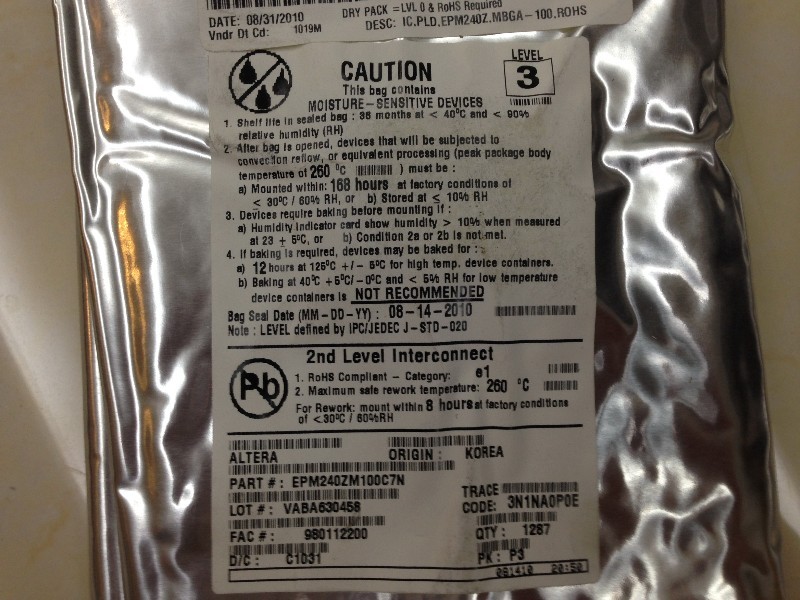 DATE: 08/31/2010
DRY PACK =LVL 0 & RoHS Required
Vndr Dt Cd: 1019M
DESC: IC.PLD.EPM240Z.MBGA-100.ROHS
CAUTION
This bag contains
MOISTURE-SENSITIVE DEVICES
LEVEL
3
1. Shelf life in sealed bag : 36 months at < 40°C and < 90%
relative humidity (RH)
2. After bag is opened, devices that will be subjected to
convection reflow, or equivalent processing (peak package body
temperature of 260 °C ) must be :
a) Mounted within: 168 hours at factory conditions of
< 30°C / 60% RH, or b) Stored at ≤ 10% RH
3. Devices require baking before mounting if :
a) Humidity Indicator card show humidity > 10% when measured
at 23 ± 5°C, or b) Condition 2a or 2b is not met.
4. If baking is required, devices may be baked for :
a) 12 hours at 125°C +/- 5°C for high temp. device containers.
b) Baking at 40°C +5°C/-0°C and < 5% RH for low temperature
device containers is NOT RECOMMENDED
Bag Seal Date (MM-DD-YY) : 08-14-2010
Note : LEVEL defined by IPC/JEDEC J-STD-020
2nd Level Interconnect
Pb
1. RoHS Compliant - Category: e1
2. Maximum safe rework temperature: 260 °C
For Rework: mount within 8 hours at factory conditions
of <30°C / 60%RH
ALTERA
ORIGIN : KOREA
PART # : EPM240ZM100C7N
LOT # : VABA630458
TRACE
CODE: 3N1NA0P0E
FAC # : 980112200
QTY : 1287
D/C : C1031
PK : P3
081410 20:50